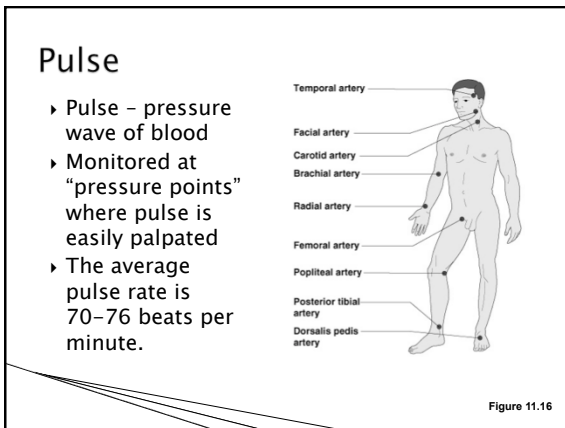 Pulse
‣ Pulse – pressure
wave of blood
‣ Monitored at
“pressure points”
where pulse is
easily palpated
‣ The average
pulse rate is
70–76 beats per
minute.
Temporal artery
Facial artery
Carotid artery
Brachial artery
Radial artery
Femoral artery
Popliteal artery
Posterior tibial
artery
Dorsalis pedis
artery
Figure 11.16